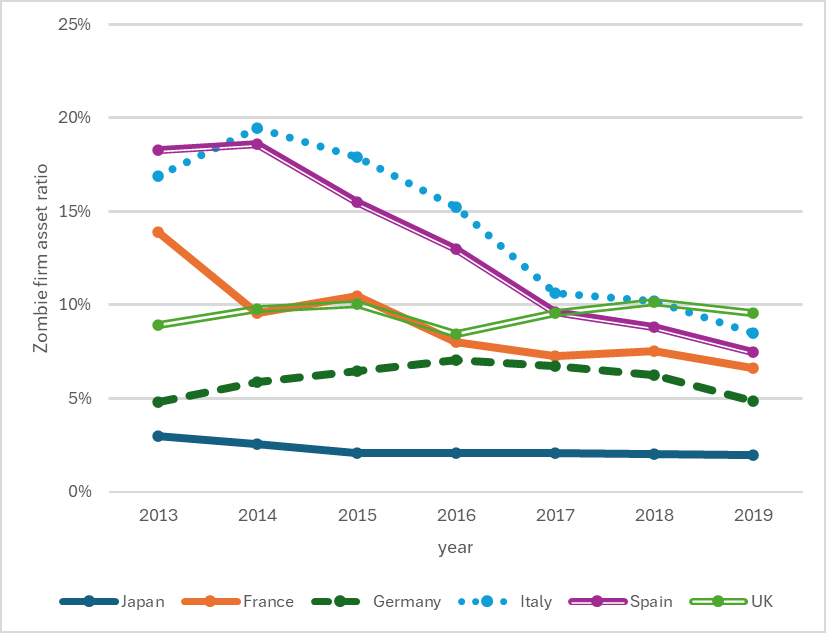 25%
20%
15%
10%
5%
0%
Zombie firm asset ratio
2013 2014 2015 2016 2017 2018 2019
year
Japan France Germany Italy Spain UK